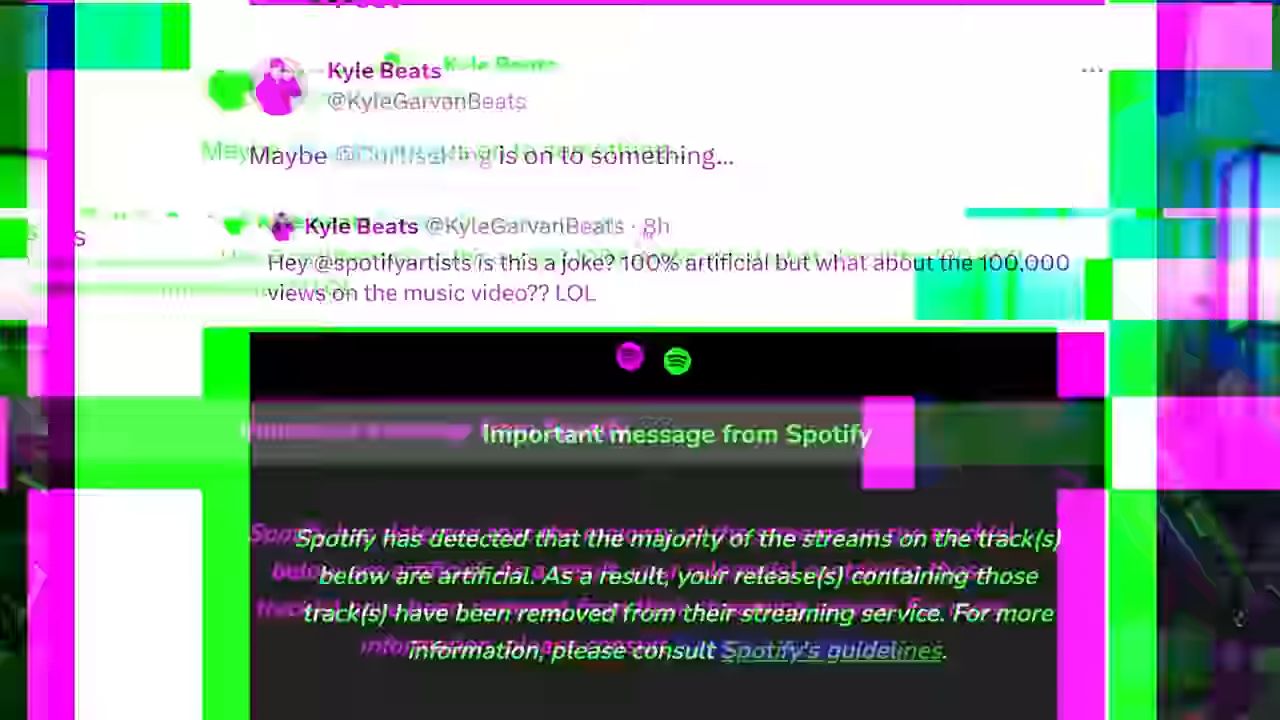 Kyle Beats
@KyleGarvanBeats
Maybe @CurtissKing is on to something...
Kyle Beats @KyleGarvanBeats · 8h
Hey @spotifyartists is this a joke? 100% artificial but what about the 100,000
views on the music video?? LOL
Important message from Spotify
Spotify has detected that the majority of the streams on the track(s)
below are artificial. As a result, your release(s) containing those
track(s) have been removed from their streaming service. For more
information, please consult Spotify's guidelines.